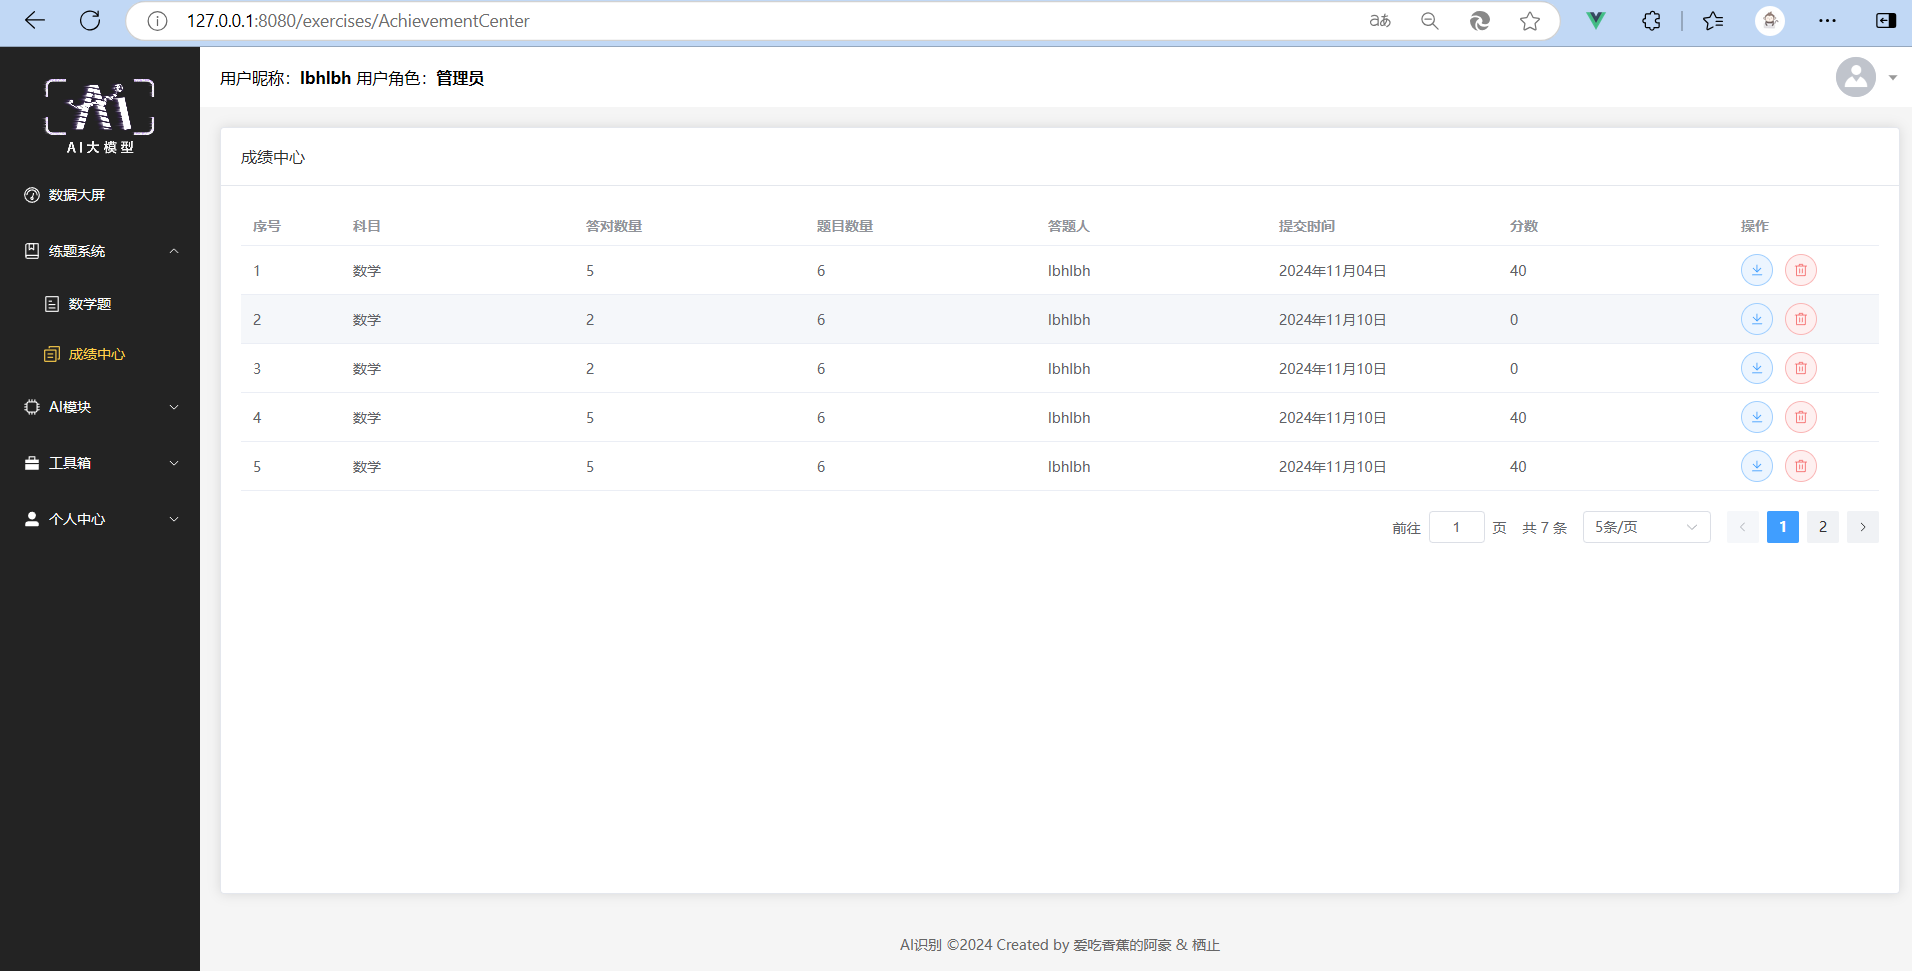 127.0.0.1:8080/exercises/AchievementCenter
aあ
Ai
AI大模型
用户昵称：lbhlbh 用户角色：管理员
数据大屏
练题系统
数学题
成绩中心
AI模块
工具箱
个人中心
成绩中心
序号 科目 答对数量 题目数量 答题人 提交时间 分数 操作
1 数学 5 6 lbhlbh 2024年11月04日 40
2 数学 2 6 lbhlbh 2024年11月10日 0
3 数学 2 6 lbhlbh 2024年11月10日 0
4 数学 5 6 lbhlbh 2024年11月10日 40
5 数学 5 6 lbhlbh 2024年11月10日 40
前往 1 页 共 7 条 5条/页 1 2
AI识别 ©2024 Created by 爱吃香蕉的阿豪 & 栖止